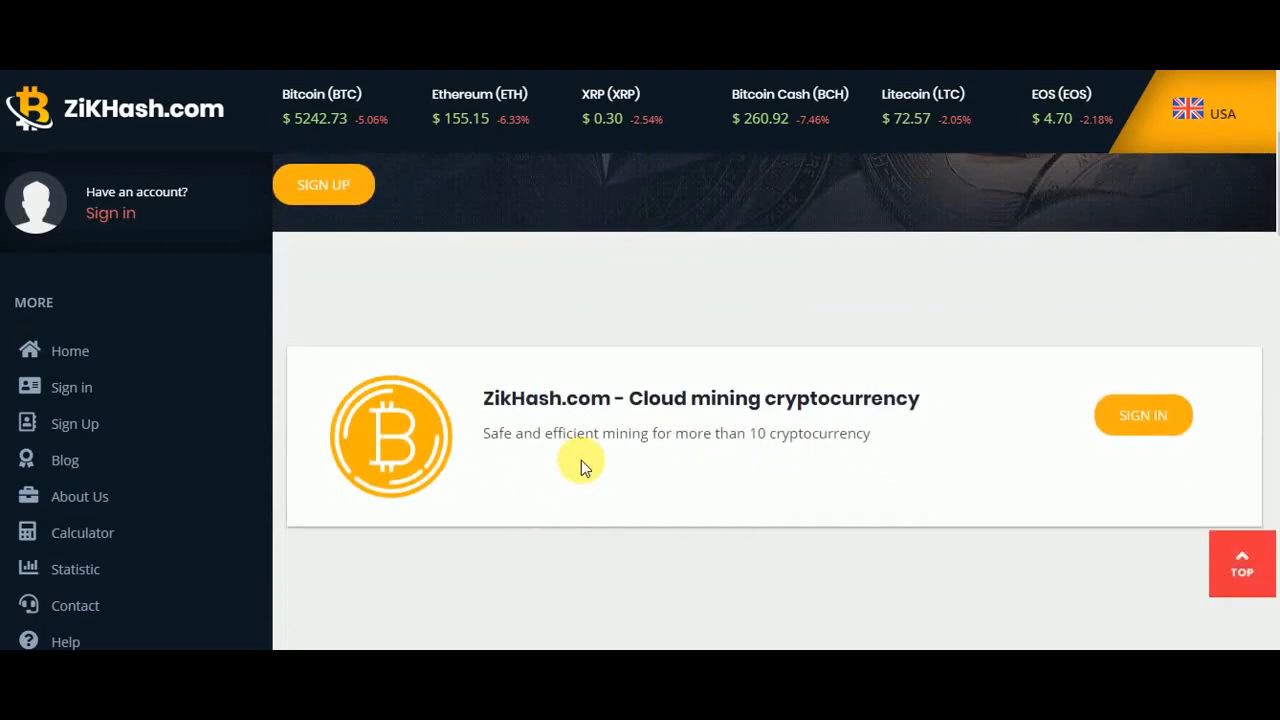 ZiKHash.com
Bitcoin (BTC)
$ 5242.73 -5.06%
Ethereum (ETH)
$ 155.15 -6.33%
XRP (XRP)
$ 0.30 -2.54%
Bitcoin Cash (BCH)
$ 260.92 -7.46%
Litecoin (LTC)
$ 72.57 -2.05%
EOS (EOS)
$ 4.70 -2.18%
USA
Have an account?
Sign in
SIGN UP
MORE
Home
Sign in
Sign Up
Blog
About Us
Calculator
Statistic
Contact
Help
ZikHash.com - Cloud mining cryptocurrency
Safe and efficient mining for more than 10 cryptocurrency
SIGN IN
TOP